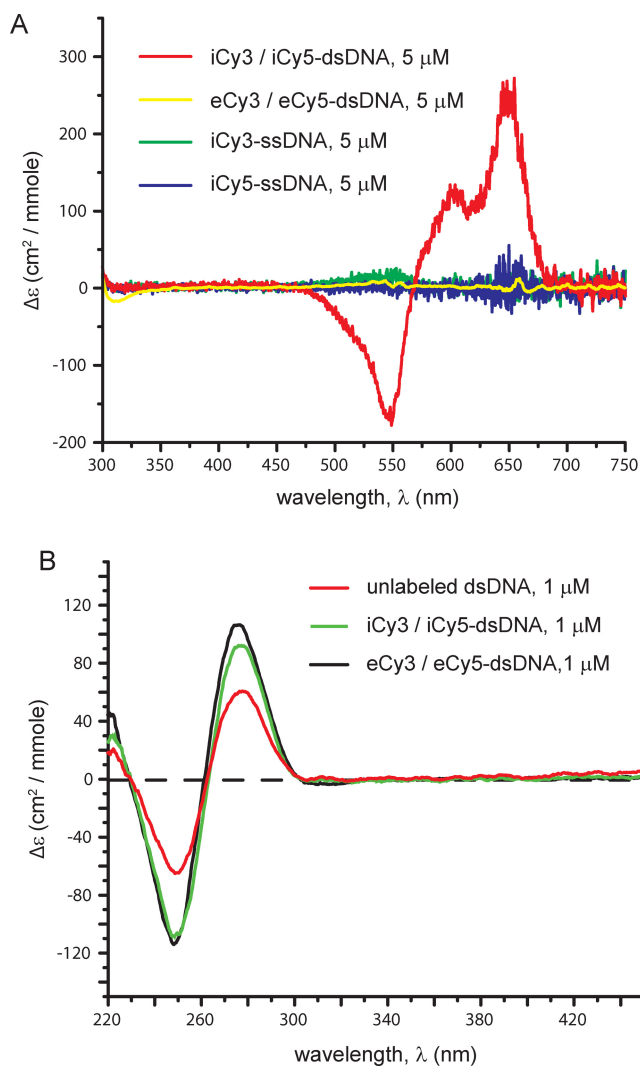 A
iCy3 / iCy5-dsDNA, 5 μM
eCy3 / eCy5-dsDNA, 5 μM
iCy3-ssDNA, 5 μM
iCy5-ssDNA, 5 μM
300
200
100
0
-100
-200
Δε (cm² / mmole)
300 350 400 450 500 550 600 650 700 750
wavelength, λ (nm)
B
unlabeled dsDNA, 1 μM
iCy3 / iCy5-dsDNA, 1 μM
eCy3 / eCy5-dsDNA,1 μM
120
80
40
0
-40
-80
-120
Δε (cm² / mmole)
220 260 300 340 380 420
wavelength, λ (nm)